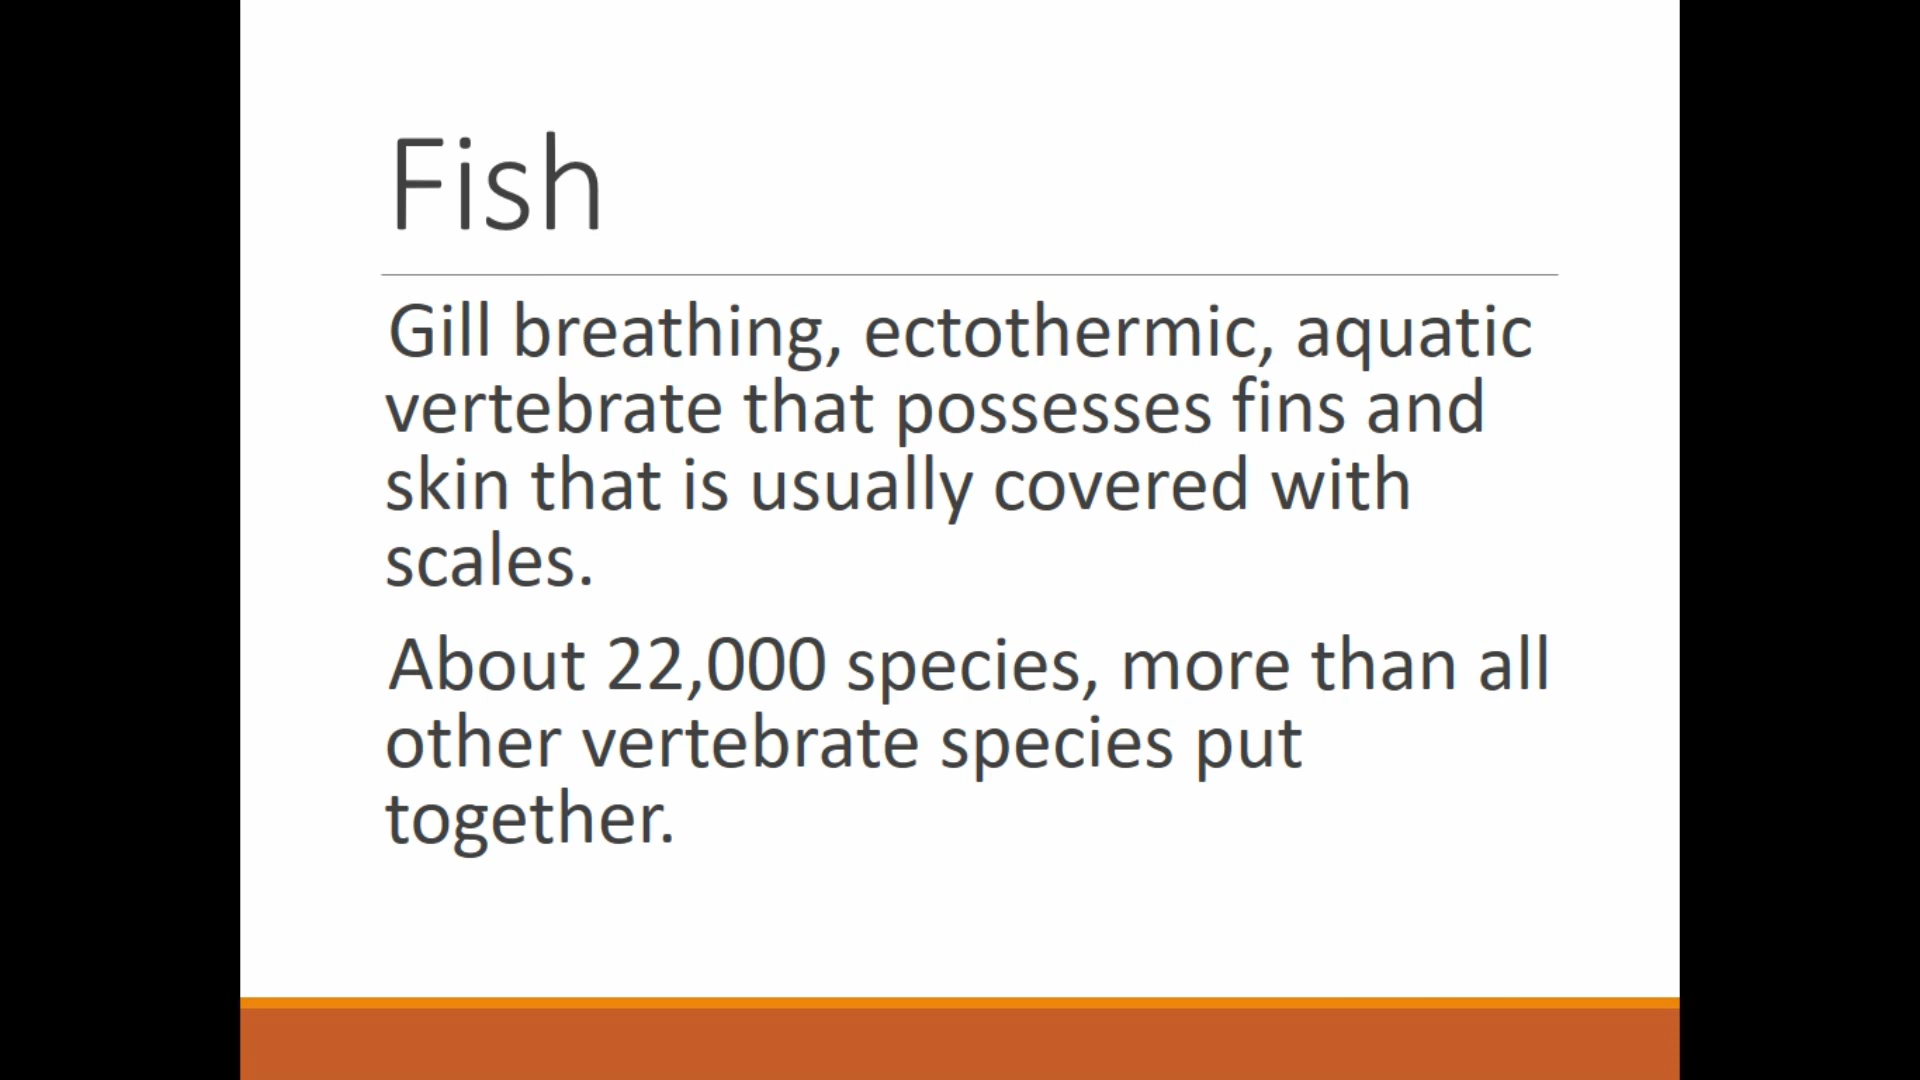 Fish
Gill breathing, ectothermic, aquatic
vertebrate that possesses fins and
skin that is usually covered with
scales.
About 22,000 species, more than all
other vertebrate species put
together.